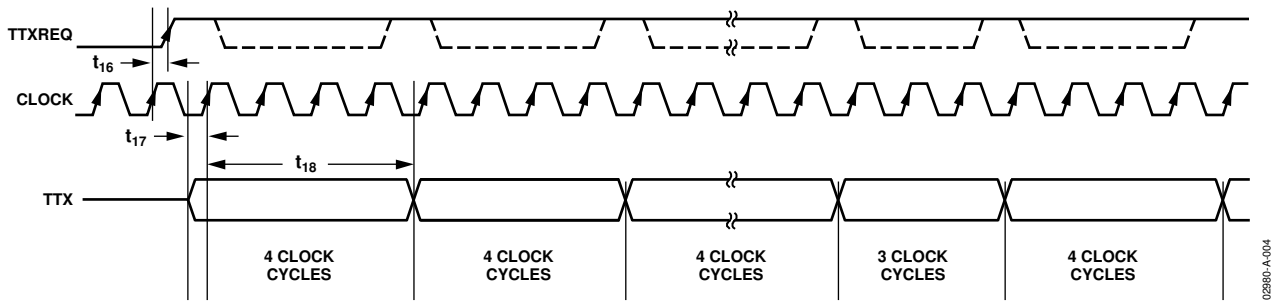 TTXREQ
t16
CLOCK
t17
t18
TTX
4 CLOCK
CYCLES
4 CLOCK
CYCLES
4 CLOCK
CYCLES
3 CLOCK
CYCLES
4 CLOCK
CYCLES
02980-A-004